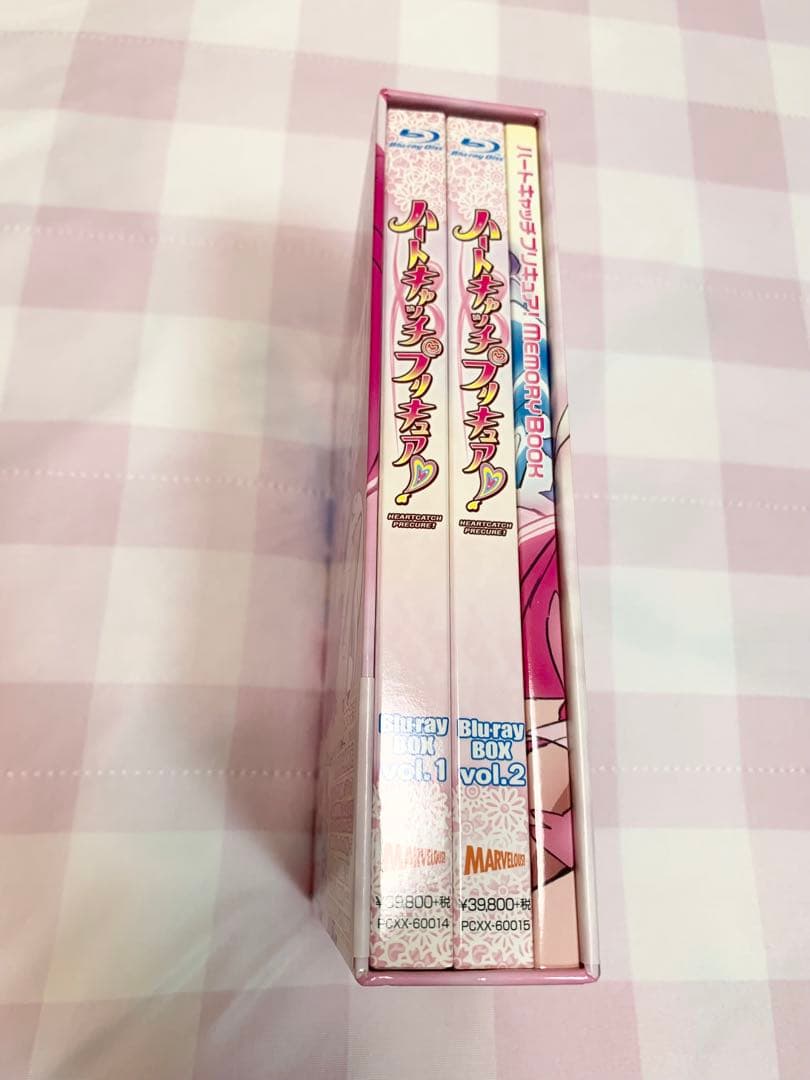 Blu-ray Disc
ハートキャッチプリキュア!
HEARTCATCH
PRECURE!
Blu-ray
BOX
vol.1
MARVELOUS!
¥39,800+税
PCXX-60014
Blu-ray Disc
ハートキャッチプリキュア!
HEARTCATCH
PRECURE!
Blu-ray
BOX
vol.2
MARVELOUS!
¥39,800+税
PCXX-60015
ハートキャッチプリキュア! MEMORY BOOK